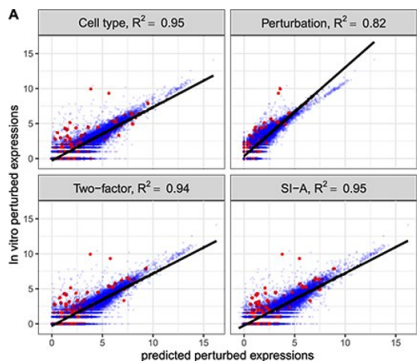 A
Cell type, R² = 0.95
Perturbation, R² = 0.82
15
10
5
0
Two-factor, R² = 0.94
SI-A, R² = 0.95
15
10
5
0
0 5 10 15 0 5 10 15
In vitro perturbed expressions
predicted perturbed expressions